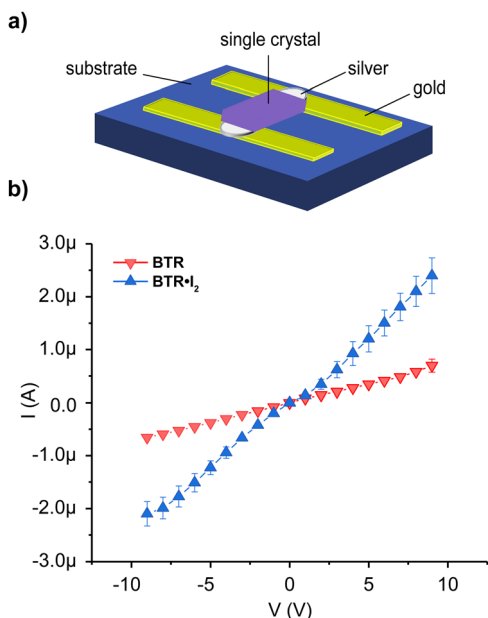 a)
single crystal
substrate
silver
gold
b)
3.0µ
BTR
BTR•I₂
2.0µ
1.0µ
0.0
-1.0µ
-2.0µ
-3.0µ
I (A)
-10 -5 0 5 10
V (V)